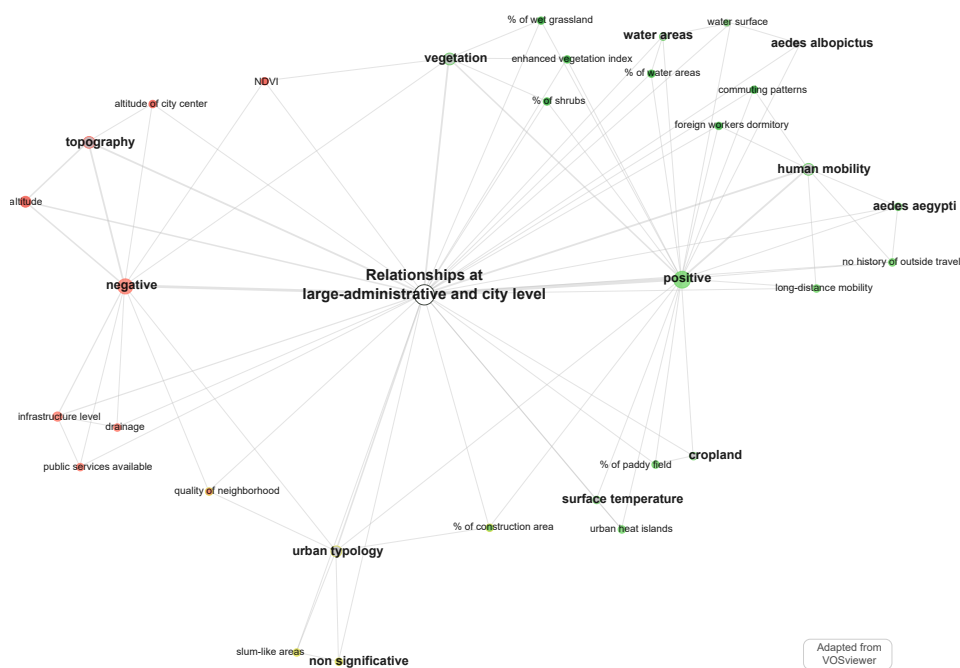 % of wet grassland
water surface
water areas
aedes albopictus
vegetation
enhanced vegetation index
% of water areas
NDVI
commuting patterns
altitude of city center
% of shrubs
foreign workers dormitory
topography
human mobility
altitude
aedes aegypti
no history of outside travel
Relationships at
large-administrative and city level
positive
negative
long-distance mobility
infrastructure level
drainage
public services available
cropland
% of paddy field
quality of neighborhood
surface temperature
% of construction area
urban heat islands
urban typology
slum-like areas
non significative
Adapted from
VOSviewer